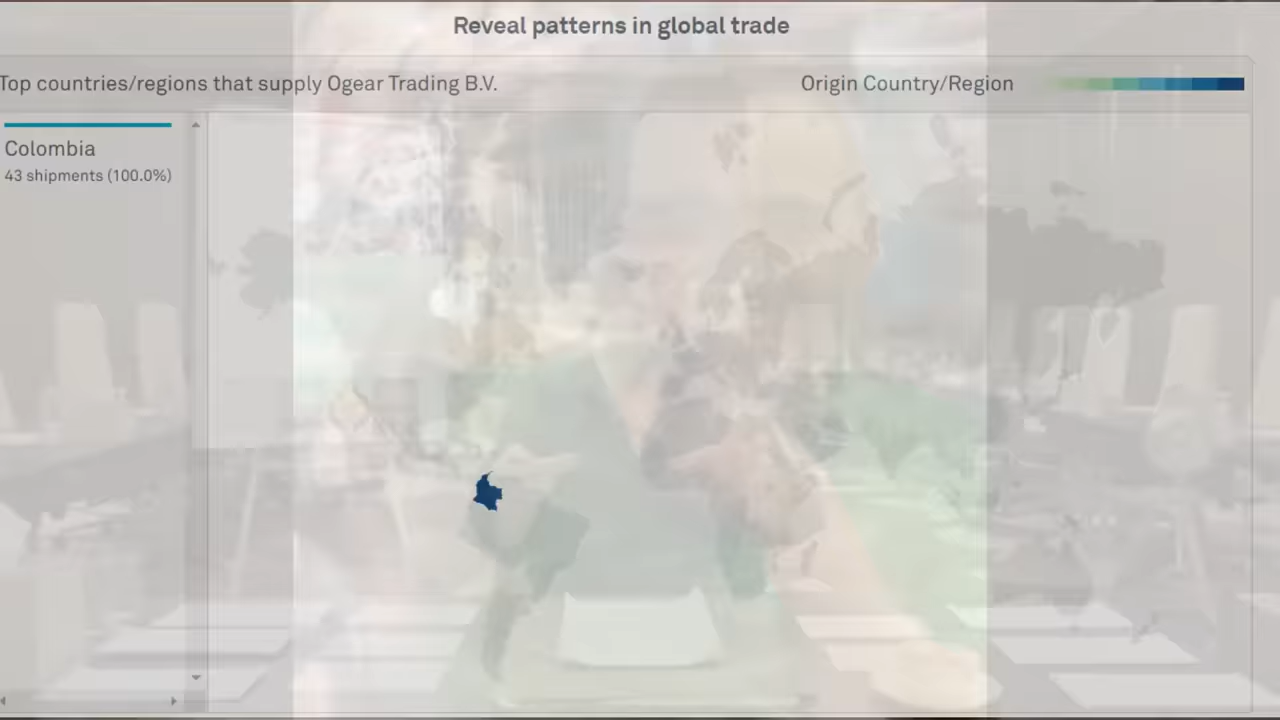 Reveal patterns in global trade
Top countries/regions that supply Ogear Trading B.V.
Origin Country/Region
Colombia
43 shipments (100.0%)